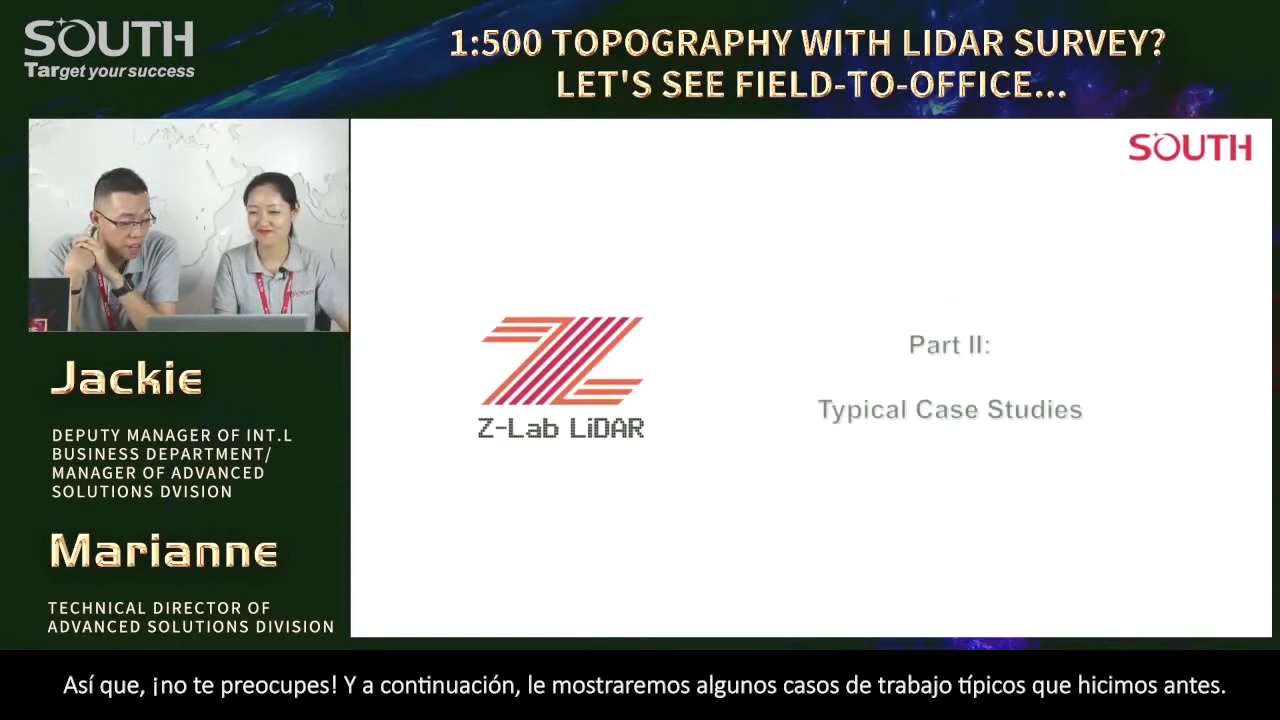 SOUTH
Target your success
1:500 TOPOGRAPHY WITH LIDAR SURVEY?
LET'S SEE FIELD-TO-OFFICE...
SOUTH
Z-Lab LiDAR
Part II:
Typical Case Studies
Jackie
DEPUTY MANAGER OF INT.L
BUSINESS DEPARTMENT/
MANAGER OF ADVANCED
SOLUTIONS DVISION
Marianne
TECHNICAL DIRECTOR OF
ADVANCED SOLUTIONS DIVISION
Así que, ¡no te preocupes! Y a continuación, le mostraremos algunos casos de trabajo típicos que hicimos antes.